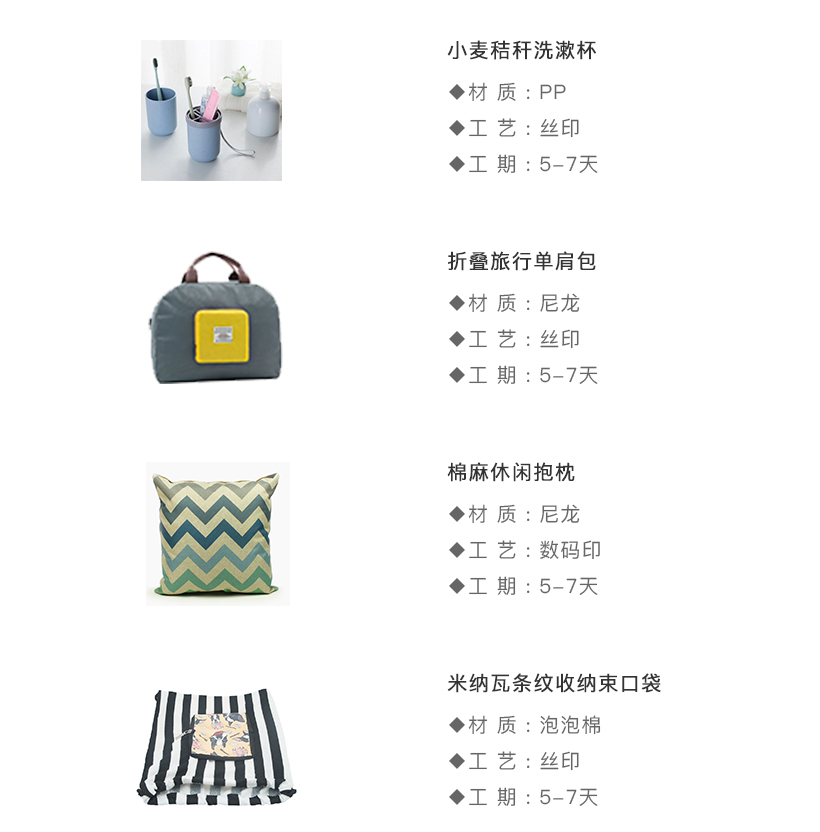 小麦秸秆洗漱杯
◆材 质：PP
◆工 艺：丝印
◆工 期：5-7天
折叠旅行单肩包
◆材 质：尼龙
◆工 艺：丝印
◆工 期：5-7天
棉麻休闲抱枕
◆材 质：尼龙
◆工 艺：数码印
◆工 期：5-7天
米纳瓦条纹收纳束口袋
◆材 质：泡泡棉
◆工 艺：丝印
◆工 期：5-7天